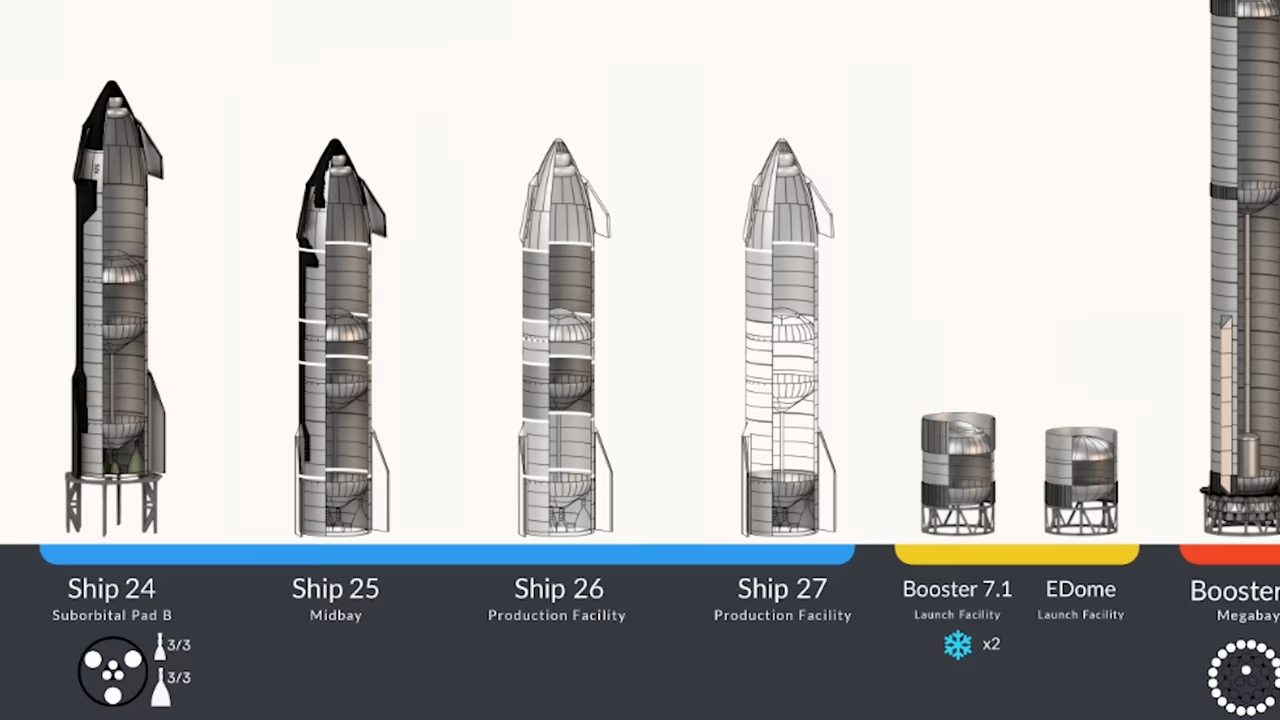 Ship 24
Suborbital Pad B
3/3
3/3
Ship 25
Midbay
Ship 26
Production Facility
Ship 27
Production Facility
Booster 7.1
Launch Facility
x2
EDome
Launch Facility
Booster
Megabay